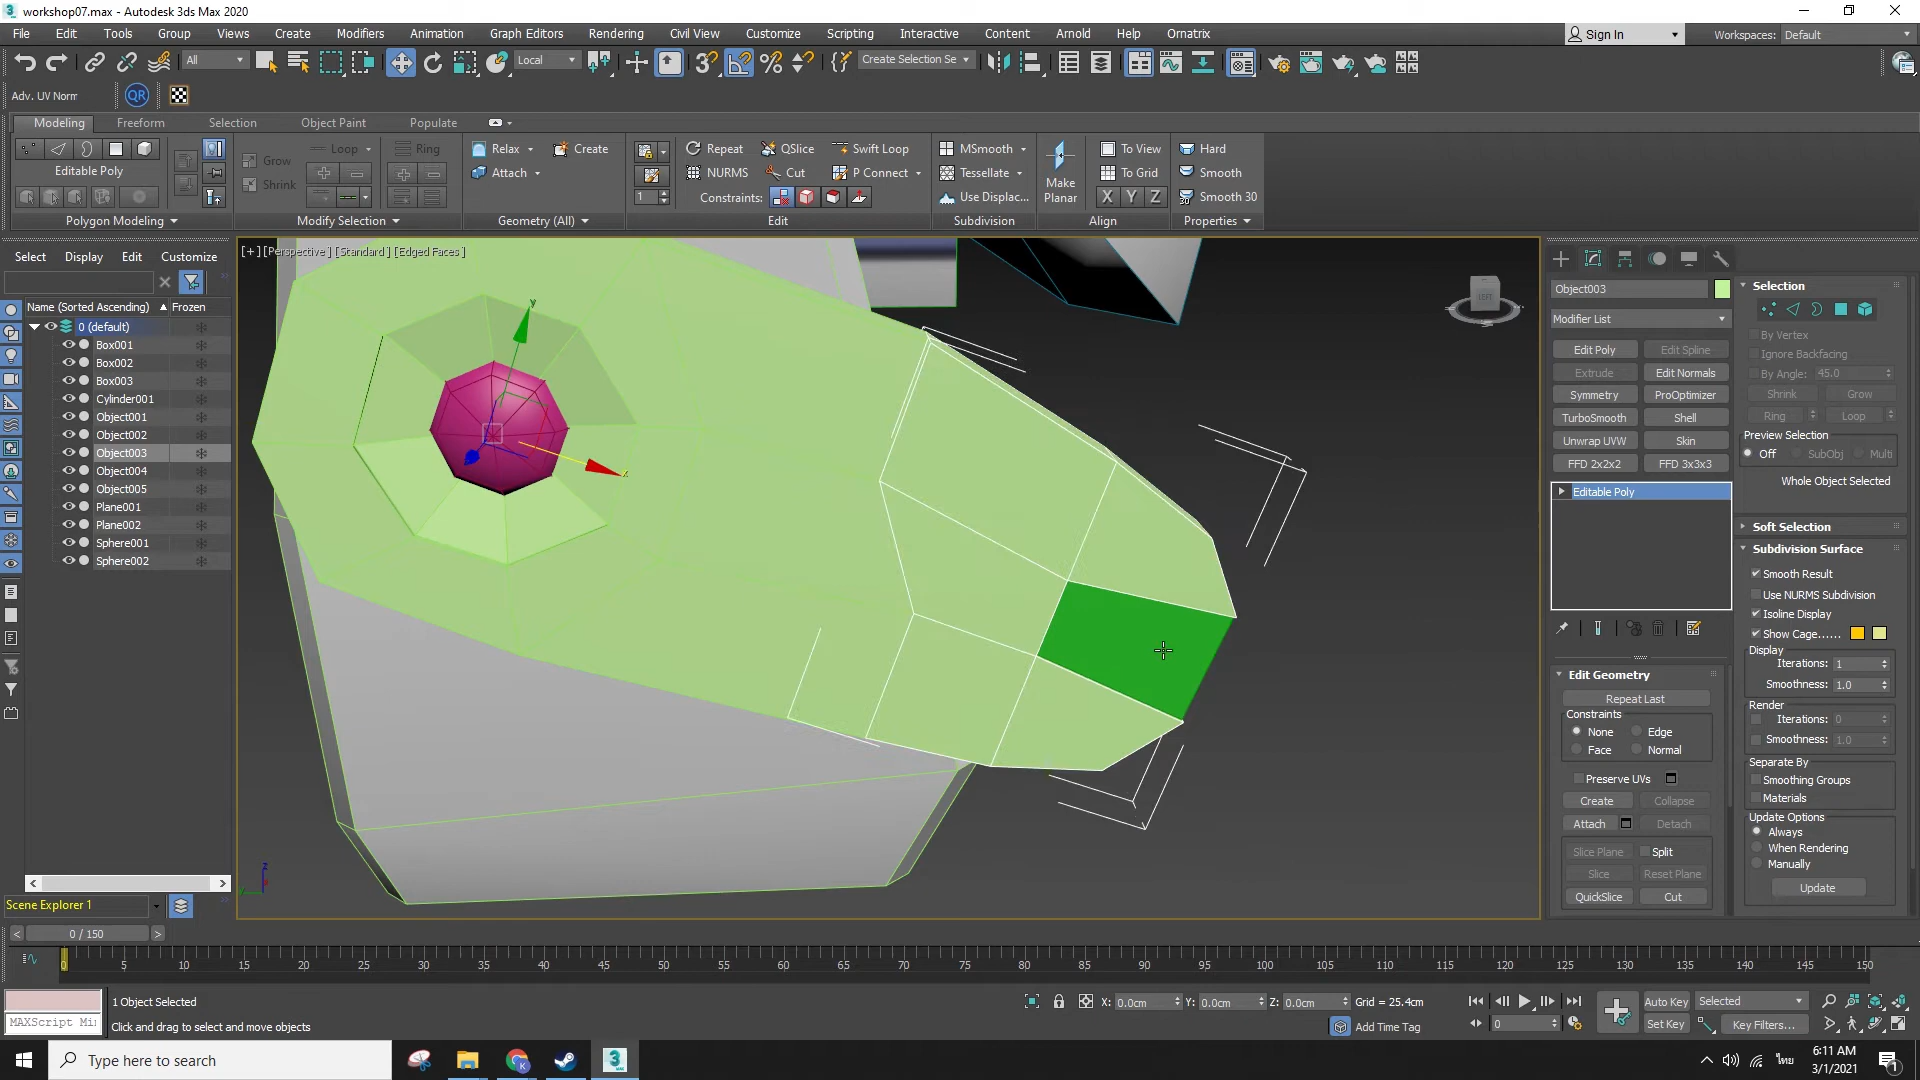 workshop07.max - Autodesk 3ds Max 2020
File Edit Tools Group Views Create Modifiers Animation Graph Editors Rendering Civil View Customize Scripting Interactive Content Arnold Help Ornatrix Sign In Workspaces: Default
All Local Create Selection Se
Adv. UV Norm QR
Modeling Freeform Selection Object Paint Populate
Loop Ring Relax Create Repeat QSlice Swift Loop MSmooth To View Hard
Editable Poly Grow Shrink Attach NURMS Cut P Connect Tessellate Make Planar To Grid Smooth
1 Constraints: Use Displac... X Y Z Smooth 30
Polygon Modeling Modify Selection Geometry (All) Edit Subdivision Align Properties
Select Display Edit Customize
Name (Sorted Ascending) Frozen
0 (default)
Box001
Box002
Box003
Cylinder001
Object001
Object002
Object003
Object004
Object005
Plane001
Plane002
Sphere001
Sphere002
Scene Explorer 1
[+] [Perspective ] [Standard ] [Edged Faces ]
y
x
z
LEFT
Object003
Modifier List
Edit Poly Edit Spline
Extrude Edit Normals
Symmetry ProOptimizer
TurboSmooth Shell
Unwrap UVW Skin
FFD 2x2x2 FFD 3x3x3
Editable Poly
Edit Geometry
Repeat Last
Constraints
None Edge
Face Normal
Preserve UVs
Create Collapse
Attach Detach
Slice Plane Split
Slice Reset Plane
QuickSlice Cut
Selection
By Vertex
Ignore Backfacing
By Angle: 45.0
Shrink Grow
Ring Loop
Preview Selection
Off SubObj Multi
Whole Object Selected
Soft Selection
Subdivision Surface
Smooth Result
Use NURMS Subdivision
Isoline Display
Show Cage......
Display
Iterations: 1
Smoothness: 1.0
Render
Iterations: 0
Smoothness: 1.0
Separate By
Smoothing Groups
Materials
Update Options
Always
When Rendering
Manually
Update
< 0 / 150 >
0 5 10 15 20 25 30 35 40 45 50 55 60 65 70 75 80 85 90 95 100 105 110 115 120 125 130 135 140 145 150
1 Object Selected X: 0.0cm Y: 0.0cm Z: 0.0cm Grid = 25.4cm Auto Key Selected
MAXScript Mi Click and drag to select and move objects Add Time Tag 0 Set Key Key Filters...
Type here to search ไทย 6:11 AM
3/1/2021
1